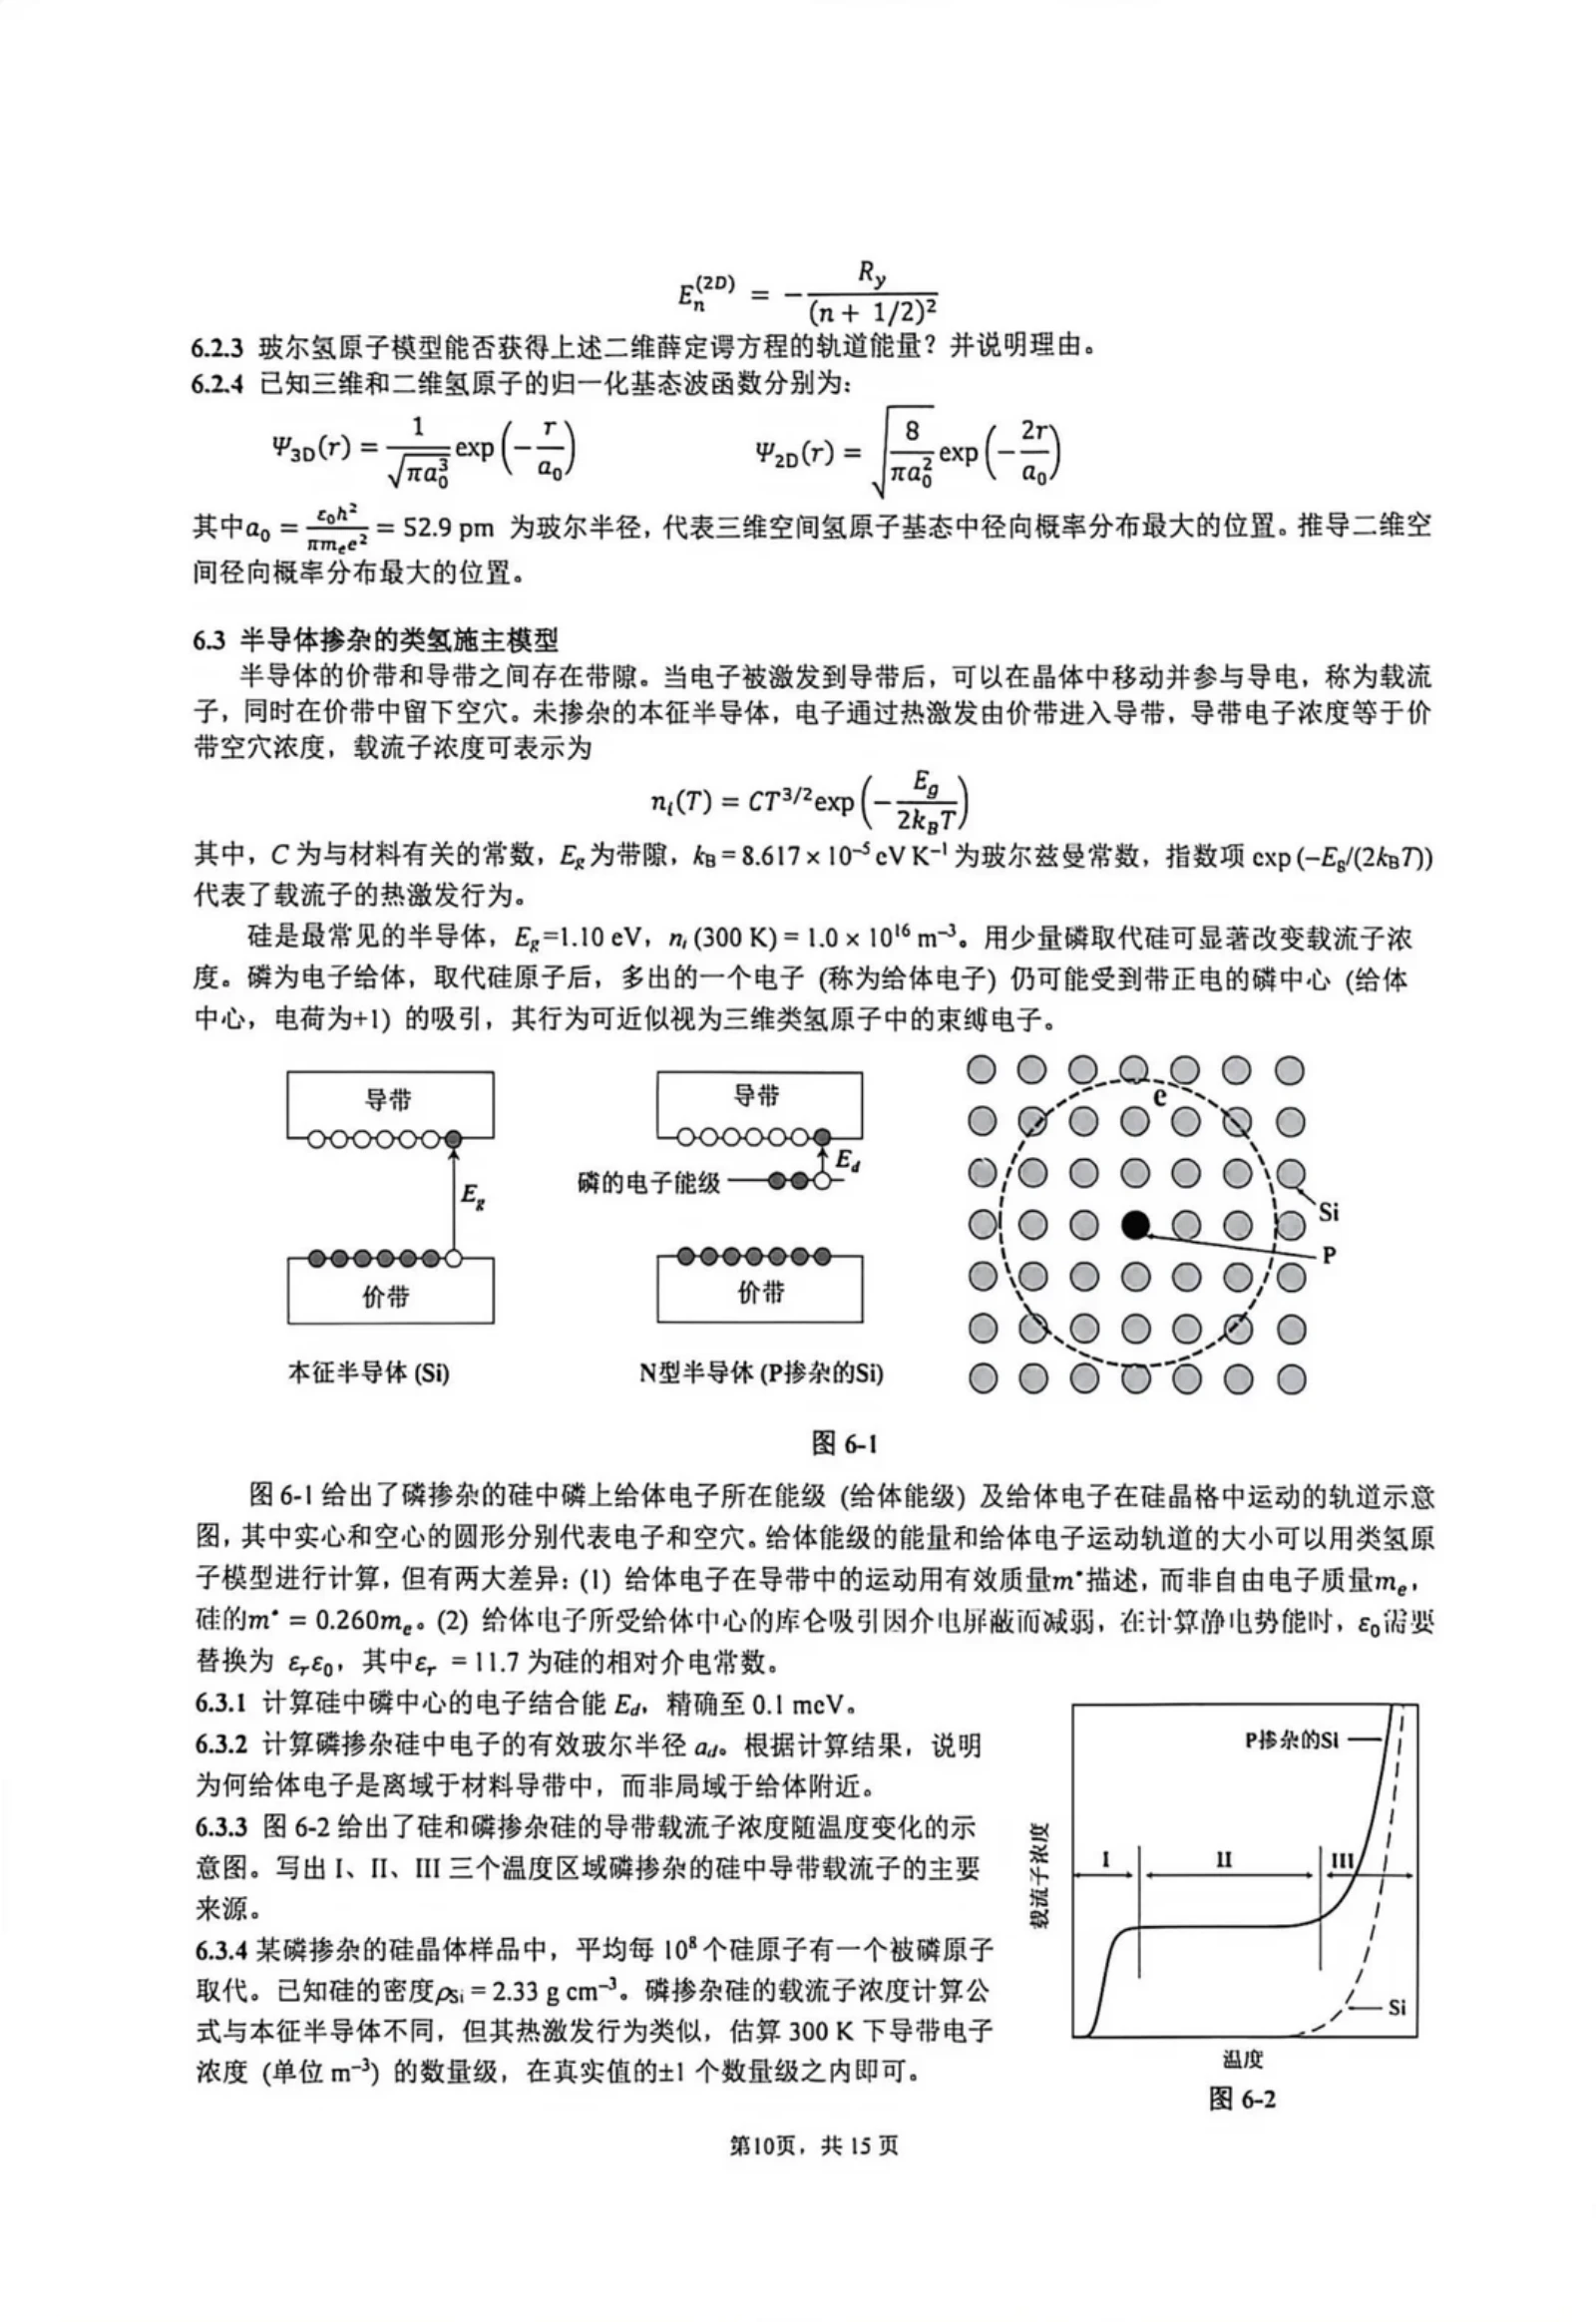 E_n^{(2D)} = - R_y / (n + 1/2)²
6.2.3 玻尔氢原子模型能否获得上述二维薛定谔方程的轨道能量？并说明理由。
6.2.4 已知三维和二维氢原子的归一化基态波函数分别为：
Ψ_{3D}(r) = \frac{1}{\sqrt{πa_0^3}} exp(-\frac{r}{a_0}) Ψ_{2D}(r) = \sqrt{\frac{8}{πa_0^2}} exp(-\frac{2r}{a_0})
其中a₀ = \frac{ε_0h^2}{πm_ee^2} = 52.9 pm 为玻尔半径，代表三维空间氢原子基态中径向概率分布最大的位置。推导二维空
间径向概率分布最大的位置。
6.3 半导体掺杂的类氢施主模型
半导体的价带和导带之间存在带隙。当电子被激发到导带后，可以在晶体中移动并参与导电，称为载流
子，同时在价带中留下空穴。未掺杂的本征半导体，电子通过热激发由价带进入导带，导带电子浓度等于价
带空穴浓度，载流子浓度可表示为
n_i(T) = CT^{3/2}exp(-\frac{E_g}{2k_BT})
其中，C 为与材料有关的常数，E_g 为带隙，k_B = 8.617 × 10⁻⁵ eV K⁻¹ 为玻尔兹曼常数，指数项 exp (−E_g/(2k_BT))
代表了载流子的热激发行为。
硅是最常见的半导体，E_g=1.10 eV，n_i (300 K) = 1.0 × 10¹⁶ m⁻³。用少量磷取代硅可显著改变载流子浓
度。磷为电子给体，取代硅原子后，多出的一个电子 (称为给体电子) 仍可能受到带正电的磷中心 (给体
中心，电荷为+1) 的吸引，其行为可近似视为三维类氢原子中的束缚电子。
导带
E_g
价带
本征半导体 (Si)
导带
E_d
磷的电子能级
价带
N型半导体 (P掺杂的Si)
e
Si
P
图 6-1
图 6-1 给出了磷掺杂的硅中磷上给体电子所在能级 (给体能级) 及给体电子在硅晶格中运动的轨道示意
图，其中实心和空心的圆形分别代表电子和空穴。给体能级的能量和给体电子运动轨道的大小可以用类氢原
子模型进行计算，但有两大差异：(1) 给体电子在导带中的运动用有效质量m*描述，而非自由电子质量m_e，
硅的m* = 0.260m_e。(2) 给体电子所受给体中心的库仑吸引因介电屏蔽而减弱，在计算静电势能时，ε₀需要
替换为 ε_rε₀，其中ε_r = 11.7 为硅的相对介电常数。
6.3.1 计算硅中磷中心的电子结合能 E_d，精确至 0.1 meV。
6.3.2 计算磷掺杂硅中电子的有效玻尔半径 a_d。根据计算结果，说明
为何给体电子是离域于材料导带中，而非局域于给体附近。
6.3.3 图 6-2 给出了硅和磷掺杂硅的导带载流子浓度随温度变化的示
意图。写出 I、II、III 三个温度区域磷掺杂的硅中导带载流子的主要
来源。
6.3.4 某磷掺杂的硅晶体样品中，平均每 10⁸ 个硅原子有一个被磷原子
取代。已知硅的密度ρ_Si = 2.33 g cm⁻³。磷掺杂硅的载流子浓度计算公
式与本征半导体不同，但其热激发行为类似，估算 300 K 下导带电子
浓度 (单位 m⁻³) 的数量级，在真实值的±1 个数量级之内即可。
P掺杂的Si
载流子浓度
I II III
Si
温度
图 6-2
第10页，共 15 页